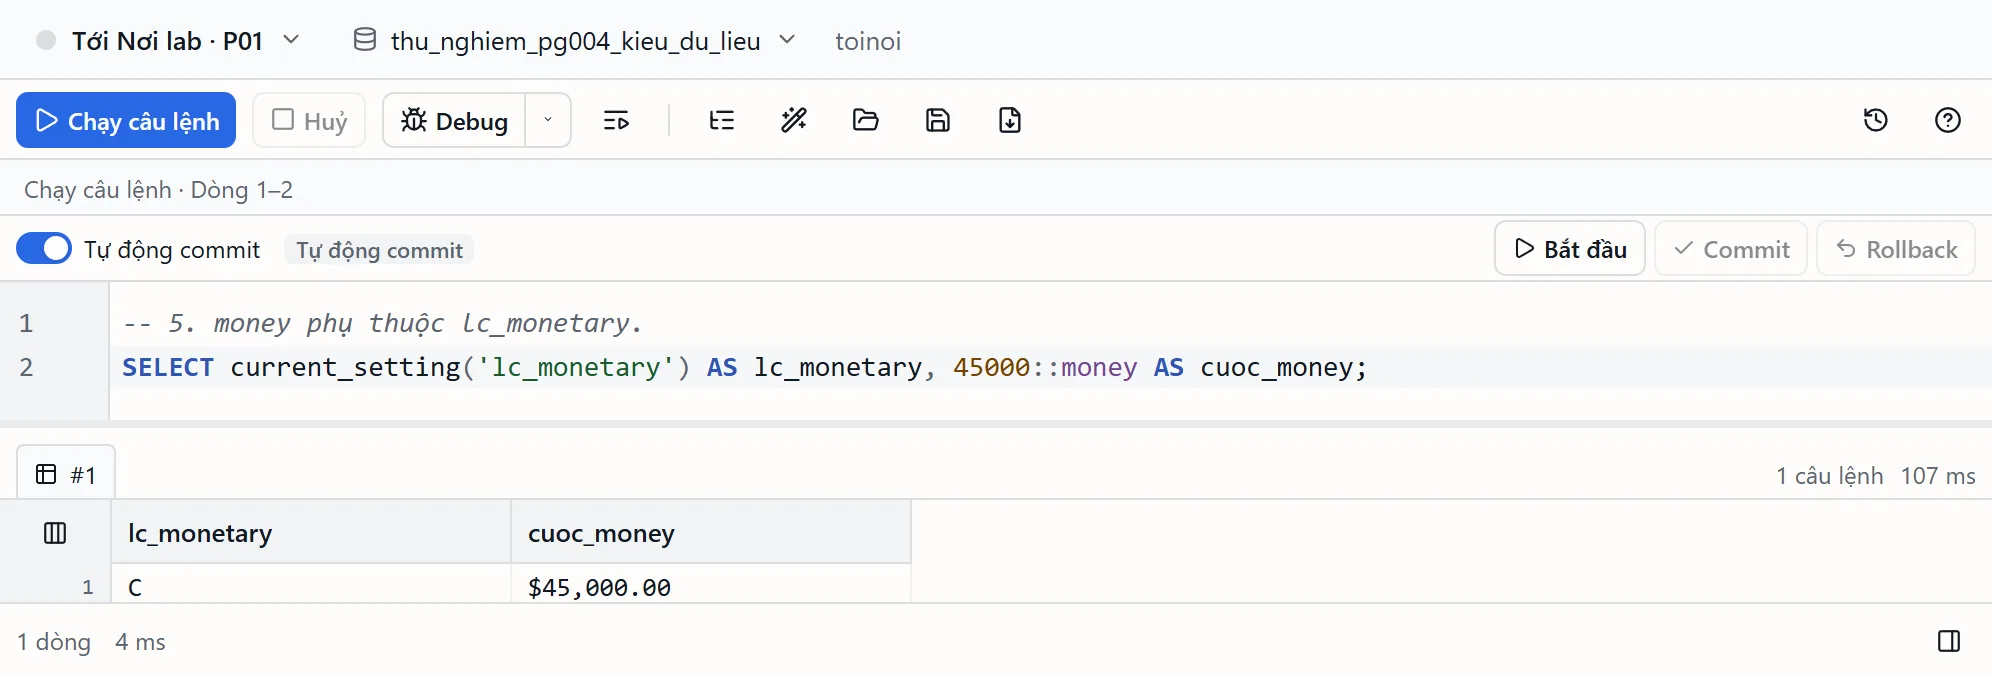 Tới Nơi lab · P01 thu_nghiem_pg004_kieu_du_lieu toinoi
Chạy câu lệnh Huỷ Debug
Chạy câu lệnh · Dòng 1–2
Tự động commit Tự động commit Bắt đầu Commit Rollback
1 -- 5. money phụ thuộc lc_monetary.
2 SELECT current_setting('lc_monetary') AS lc_monetary, 45000::money AS cuoc_money;
#1 1 câu lệnh 107 ms
lc_monetary cuoc_money
1 C $45,000.00
1 dòng 4 ms